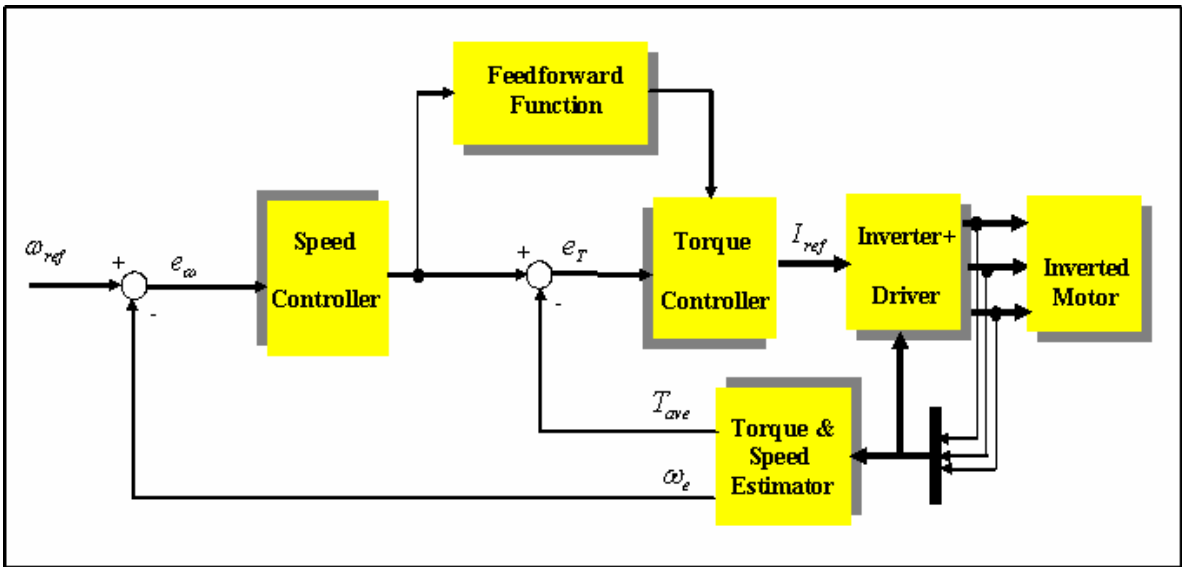 Feedforward
Function
ω_ref
+
-
e_ω
Speed
Controller
+
-
e_T
Torque
Controller
I_ref
Inverter+
Driver
Inverted
Motor
T_ave
ω_e
Torque &
Speed
Estimator